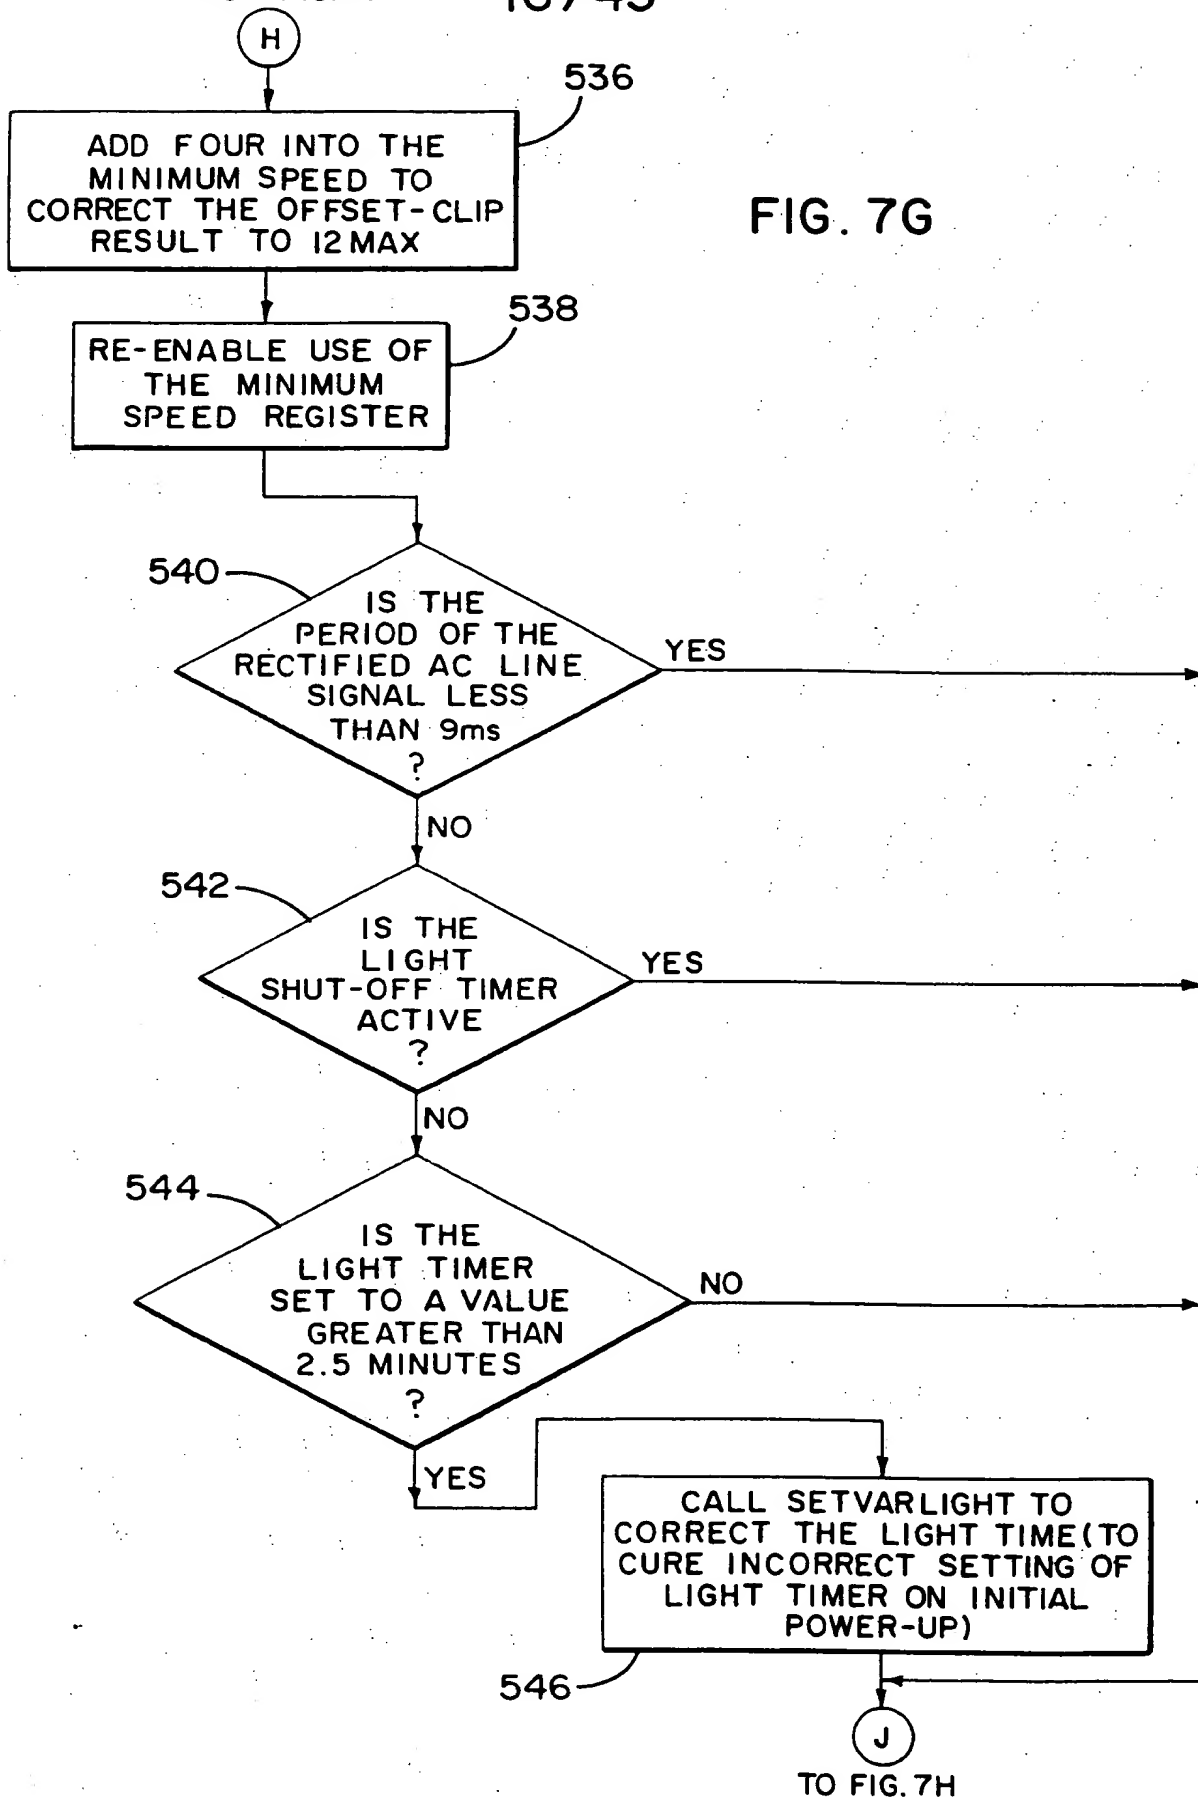 H
536
ADD FOUR INTO THE
MINIMUM SPEED TO
CORRECT THE OFFSET-CLIP
RESULT TO 12 MAX
FIG. 7G
538
RE-ENABLE USE OF
THE MINIMUM
SPEED REGISTER
540
IS THE
PERIOD OF THE
RECTIFIED AC LINE
SIGNAL LESS
THAN 9ms
?
YES
NO
542
IS THE
LIGHT
SHUT-OFF TIMER
ACTIVE
?
YES
NO
544
IS THE
LIGHT TIMER
SET TO A VALUE
GREATER THAN
2.5 MINUTES
?
NO
YES
CALL SETVARLIGHT TO
CORRECT THE LIGHT TIME(TO
CURE INCORRECT SETTING OF
LIGHT TIMER ON INITIAL
POWER-UP)
546
J
TO FIG. 7H